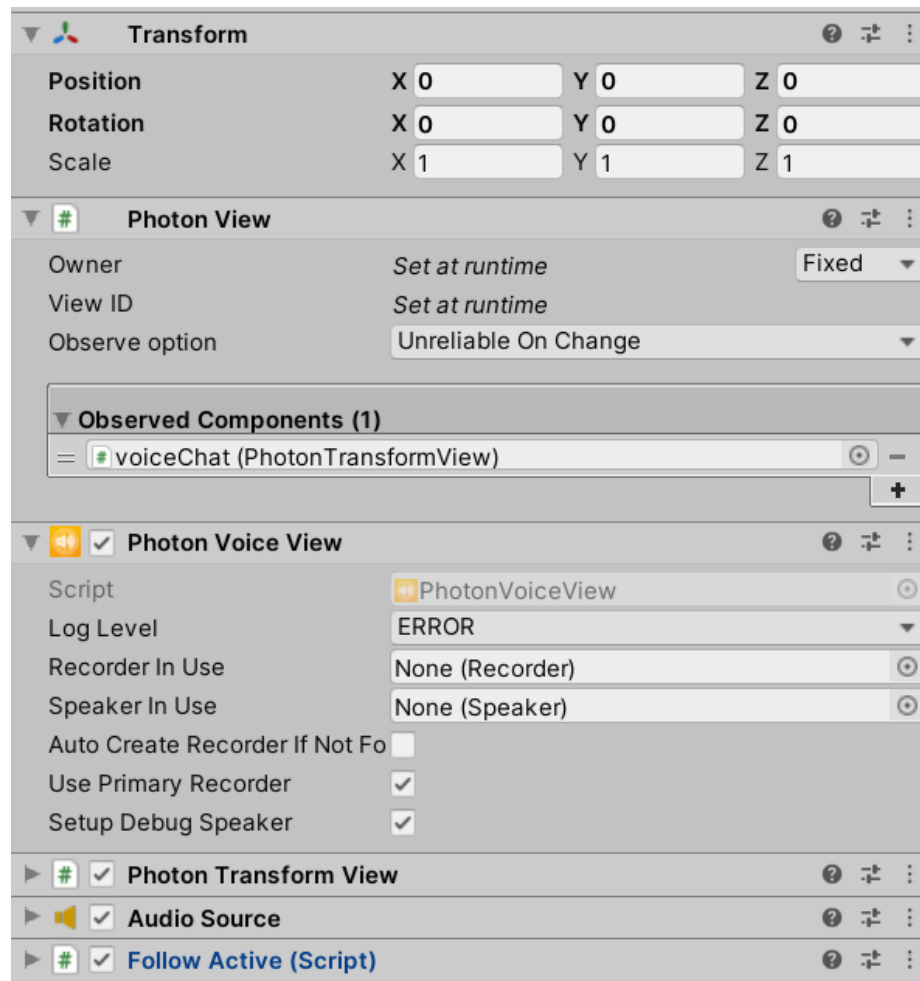 Transform
Position X 0 Y 0 Z 0
Rotation X 0 Y 0 Z 0
Scale X 1 Y 1 Z 1
# Photon View
Owner Set at runtime Fixed
View ID Set at runtime
Observe option Unreliable On Change
Observed Components (1)
# voiceChat (PhotonTransformView)
Photon Voice View
Script PhotonVoiceView
Log Level ERROR
Recorder In Use None (Recorder)
Speaker In Use None (Speaker)
Auto Create Recorder If Not Fo
Use Primary Recorder
Setup Debug Speaker
# Photon Transform View
Audio Source
# Follow Active (Script)